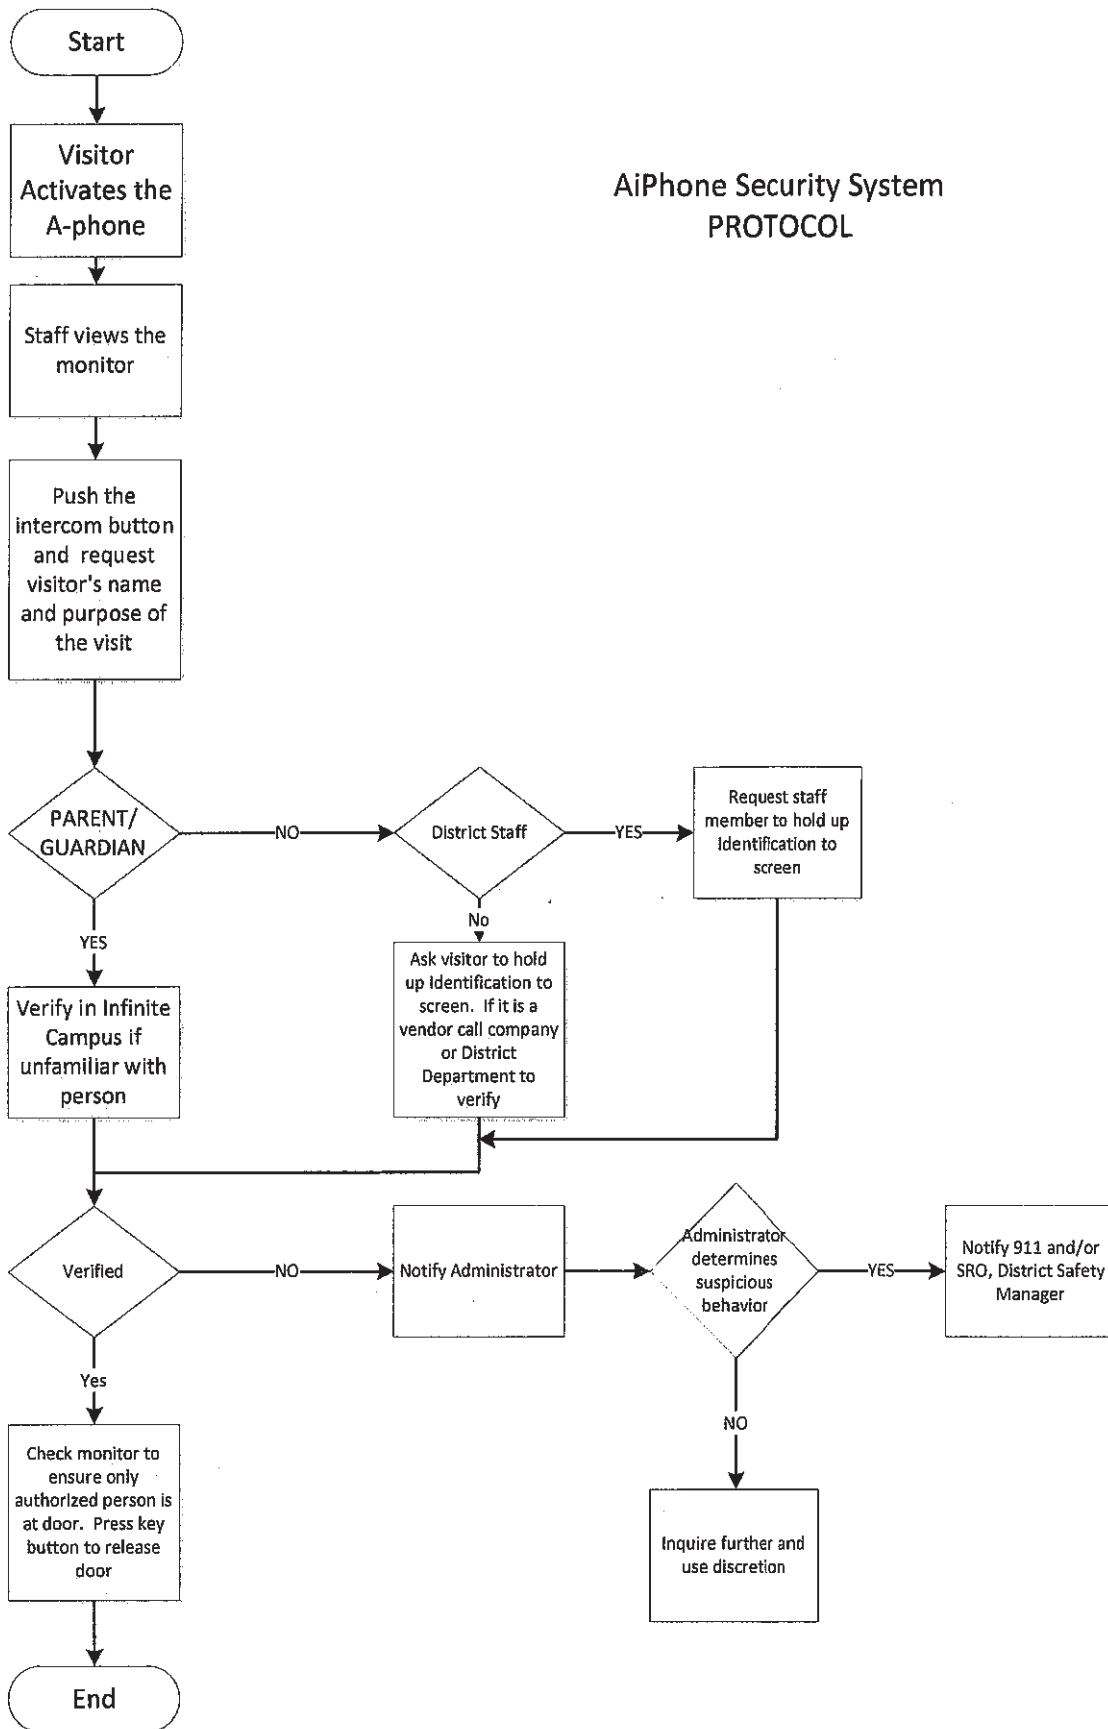 Start
Visitor
Activates the
A-phone
AiPhone Security System
PROTOCOL
Staff views the
monitor
Push the
intercom button
and request
visitor's name
and purpose of
the visit
PARENT/
GUARDIAN
NO
District Staff
YES
Request staff
member to hold up
Identification to
screen
YES
No
Verify in Infinite
Campus if
unfamiliar with
person
Ask visitor to hold
up Identification to
screen. If it is a
vendor call company
or District
Department to
verify
Verified
NO
Notify Administrator
Administrator
determines
suspicious
behavior
YES
Notify 911 and/or
SRO, District Safety
Manager
Yes
NO
Check monitor to
ensure only
authorized person is
at door. Press key
button to release
door
Inquire further and
use discretion
End